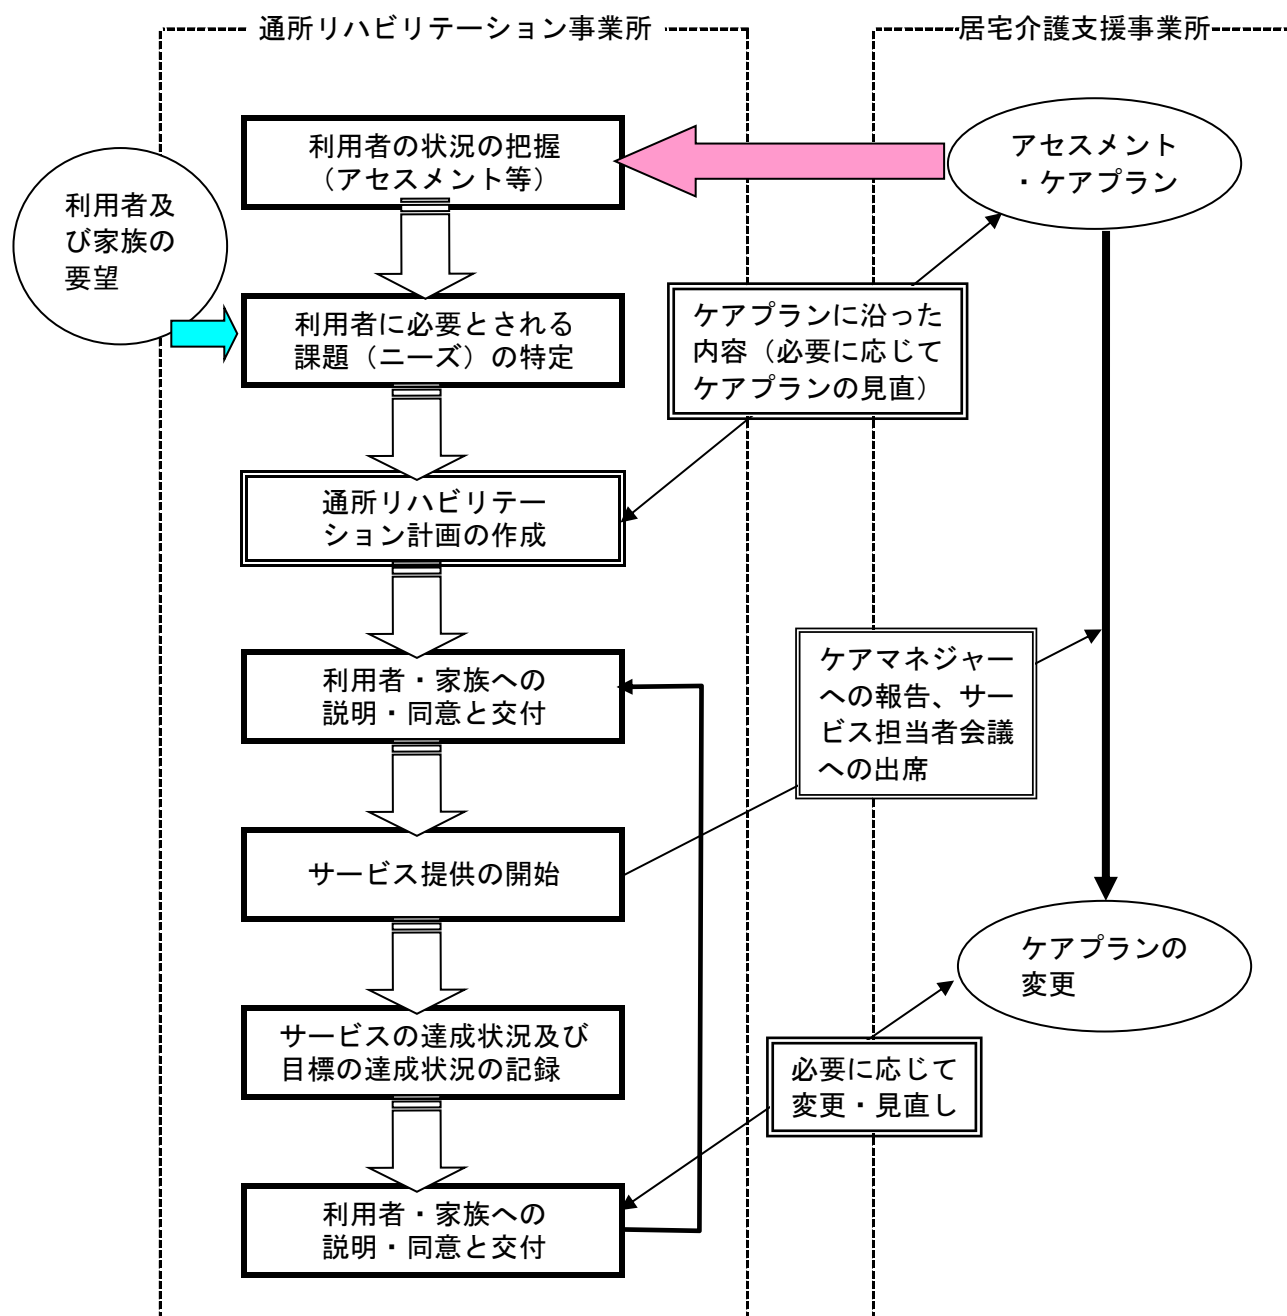 通所リハビリテーション事業所
居宅介護支援事業所
利用者の状況の把握
（アセスメント等）
アセスメント
・ケアプラン
利用者及
び家族の
要望
利用者に必要とされる
課題（ニーズ）の特定
ケアプランに沿った
内容（必要に応じて
ケアプランの見直）
通所リハビリテー
ション計画の作成
利用者・家族への
説明・同意と交付
ケアマネジャー
への報告、サー
ビス担当者会議
への出席
サービス提供の開始
ケアプランの
変更
サービスの達成状況及び
目標の達成状況の記録
必要に応じて
変更・見直し
利用者・家族への
説明・同意と交付